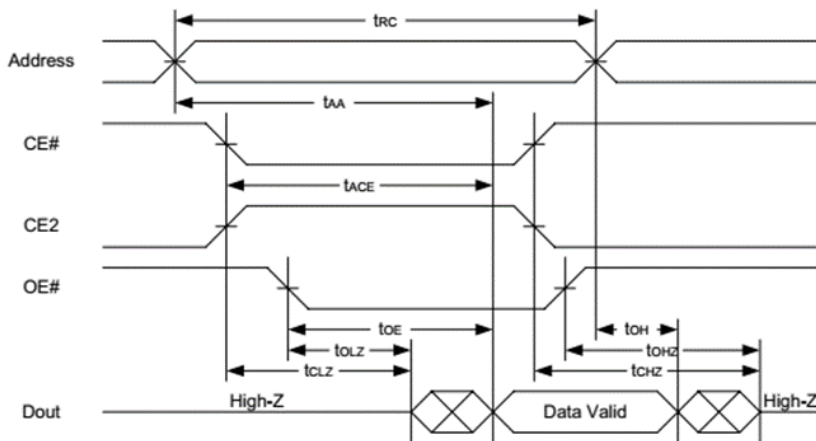 tRC
Address
tAA
CE#
tACE
CE2
OE#
tOE
tOH
tOLZ
tOHZ
tCLZ
tCHZ
High-Z
High-Z
Dout
Data Valid